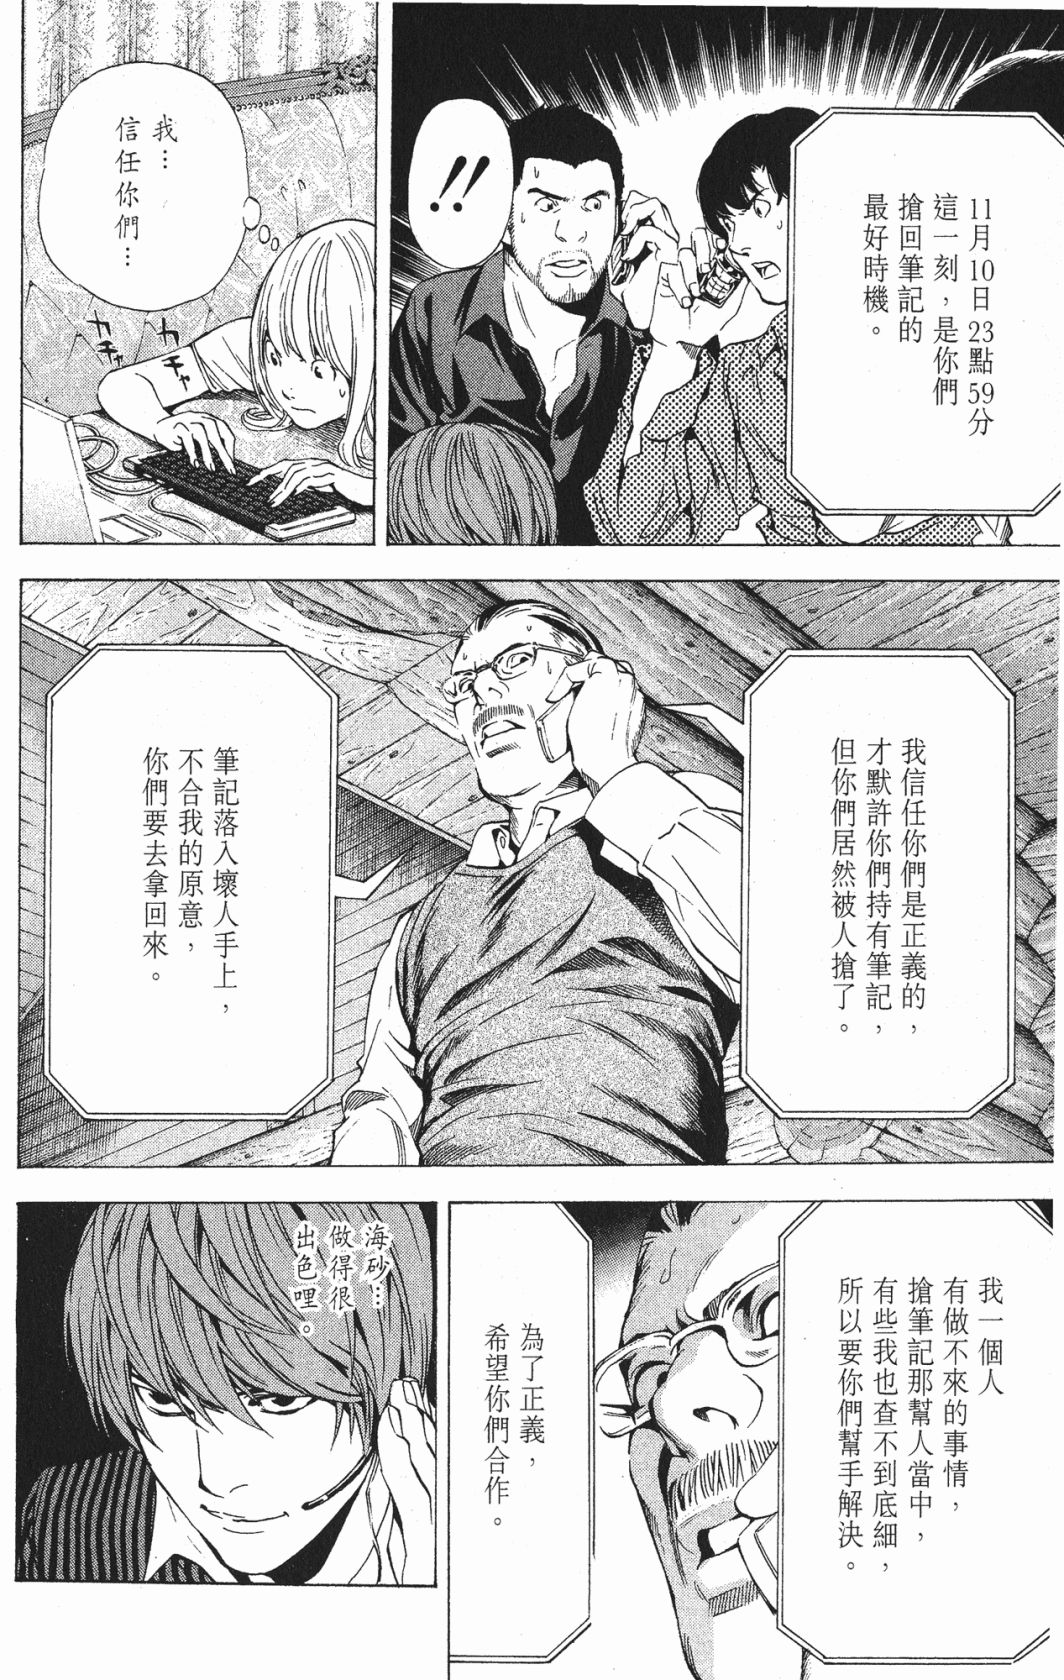 11月10日23點59分
這一刻，是你們
搶回筆記的
最好時機。
!!
我…
信任你們…
カチャ
カチャ
我信任你們是正義的，
才默許你們持有筆記，
但你們居然被人搶了。
筆記落入壞人手上，
不合我的原意，
你們要去拿回來。
我一個人
有做不來的事情，
搶筆記那幫人當中，
有些我也查不到底細，
所以要你們幫手解決。
為了正義，
希望你們合作。
海砂…
做得很
出色哩。